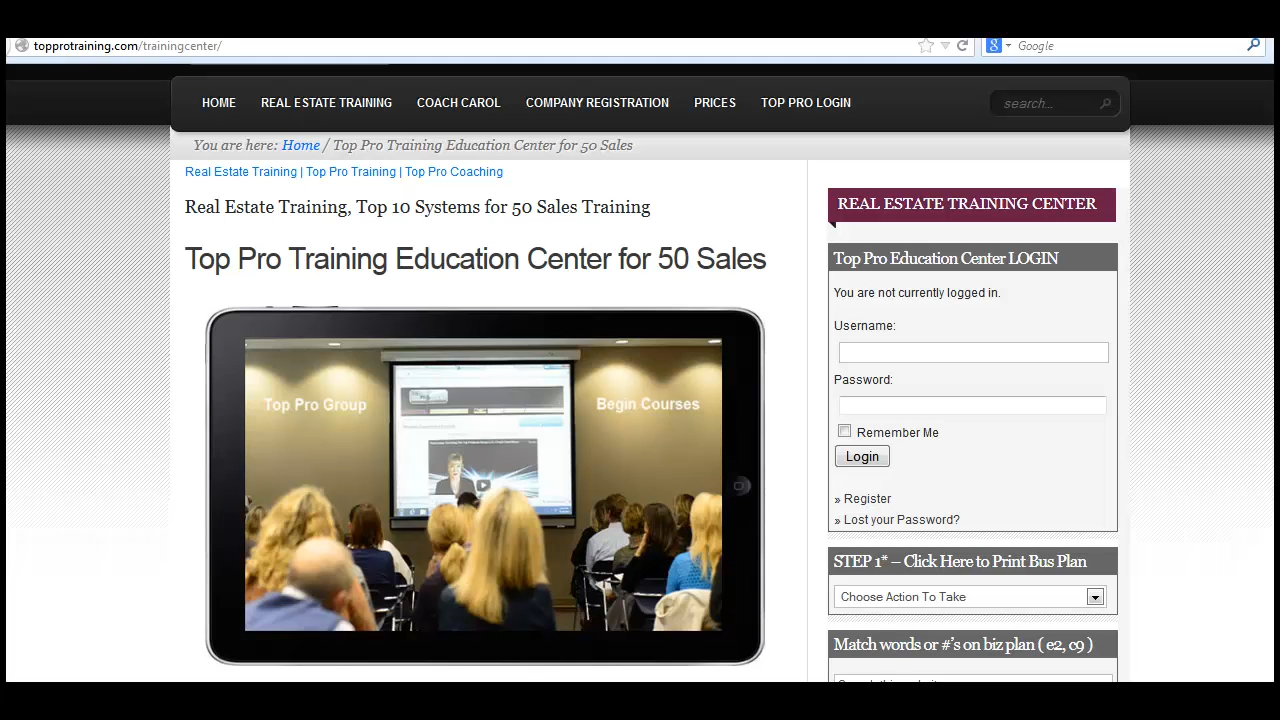 topprotraining.com/trainingcenter/
Google
HOME REAL ESTATE TRAINING COACH CAROL COMPANY REGISTRATION PRICES TOP PRO LOGIN
search...
You are here: Home / Top Pro Training Education Center for 50 Sales
Real Estate Training | Top Pro Training | Top Pro Coaching
Real Estate Training, Top 10 Systems for 50 Sales Training
Top Pro Training Education Center for 50 Sales
Top Pro Group
Begin Courses
REAL ESTATE TRAINING CENTER
Top Pro Education Center LOGIN
You are not currently logged in.
Username:
Password:
Remember Me
Login
» Register
» Lost your Password?
STEP 1* – Click Here to Print Bus Plan
Choose Action To Take
Match words or #'s on biz plan ( e2, c9 )